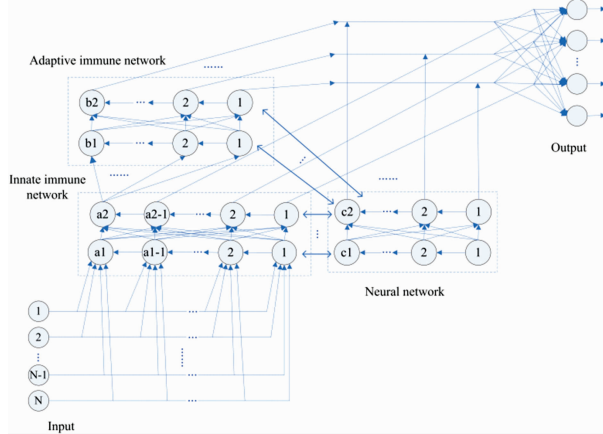 Adaptive immune network
b2 2 1
b1 2 1
Output
Innate immune
network
a2 a2-1 2 1
c2 2 1
a1 a1-1 2 1
c1 2 1
Neural network
1
2
N-1
N
Input